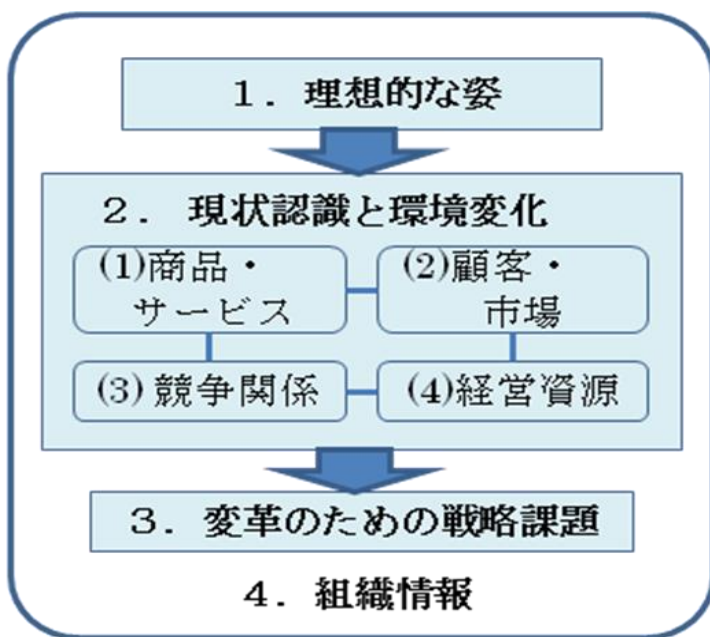 １．理想的な姿
２．現状認識と環境変化
(1)商品・
サービス
(2)顧客・
市場
(3)競争関係
(4)経営資源
３．変革のための戦略課題
４．組織情報